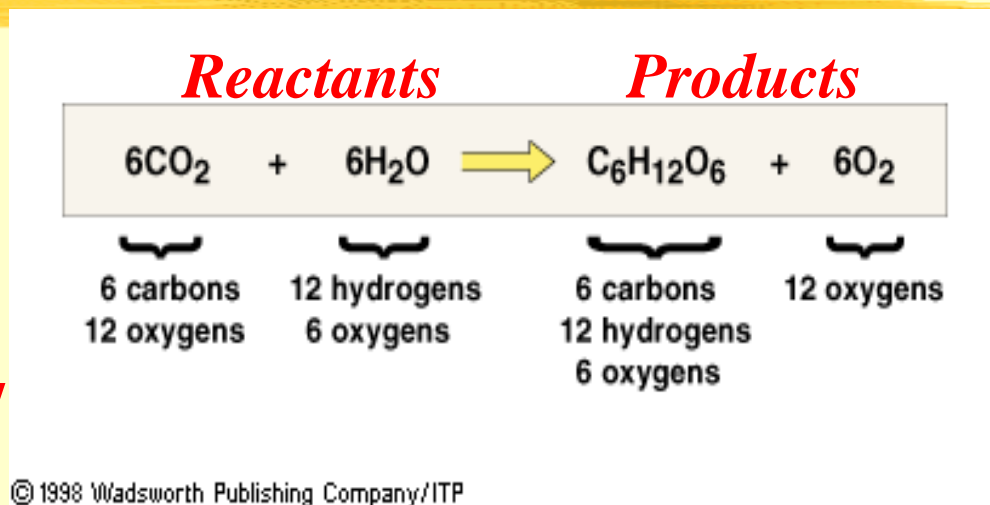 Reactants Products
6CO₂ + 6H₂O ⟹ C₆H₁₂O₆ + 6O₂
6 carbons 12 hydrogens 6 carbons 12 oxygens
12 oxygens 6 oxygens 12 hydrogens
6 oxygens
© 1998 Wadsworth Publishing Company/ITP